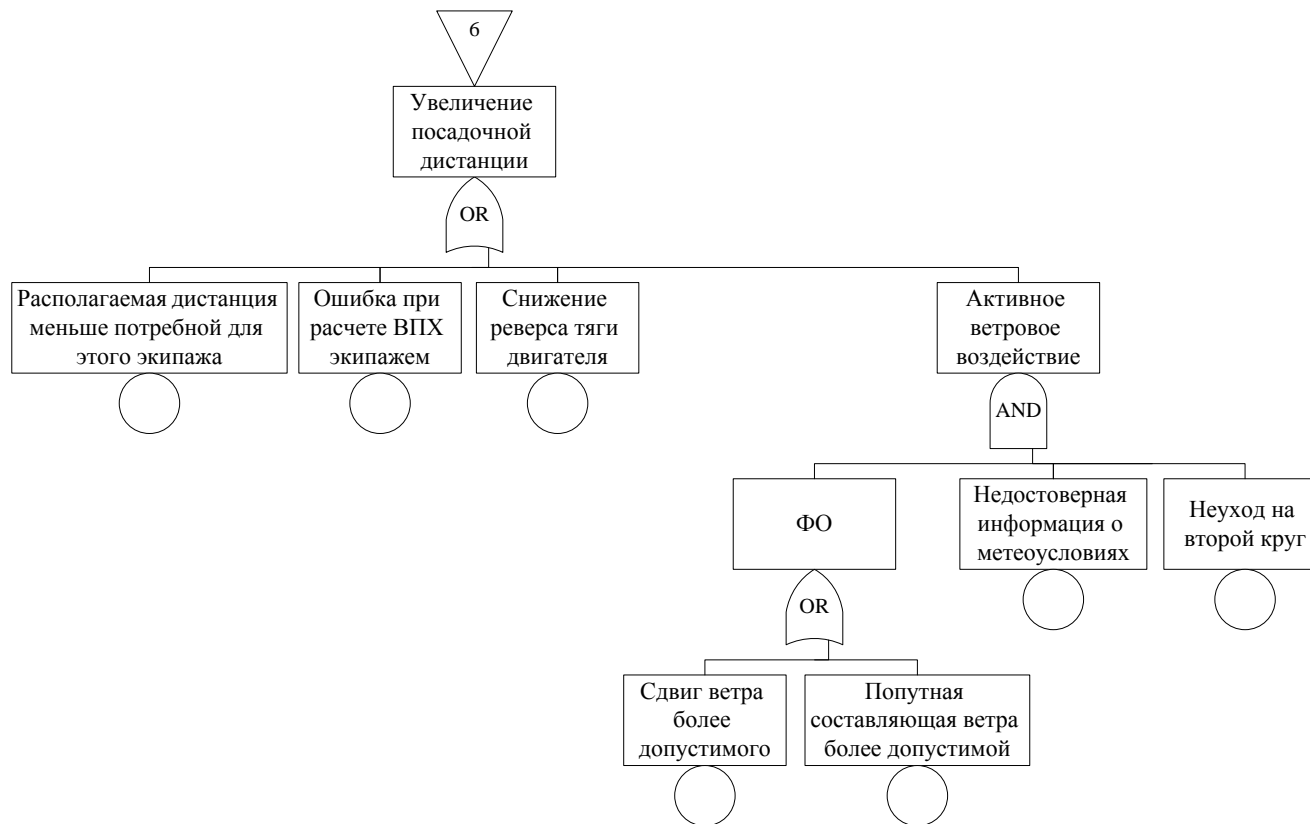 6
Увеличение
посадочной
дистанции
OR
Располагаемая дистанция
меньше потребной для
этого экипажа
Ошибка при
расчете ВПХ
экипажем
Снижение
реверса тяги
двигателя
Активное
ветровое
воздействие
AND
ФО
Недостоверная
информация о
метеоусловиях
Неуход на
второй круг
OR
Сдвиг ветра
более
допустимого
Попутная
составляющая ветра
более допустимой